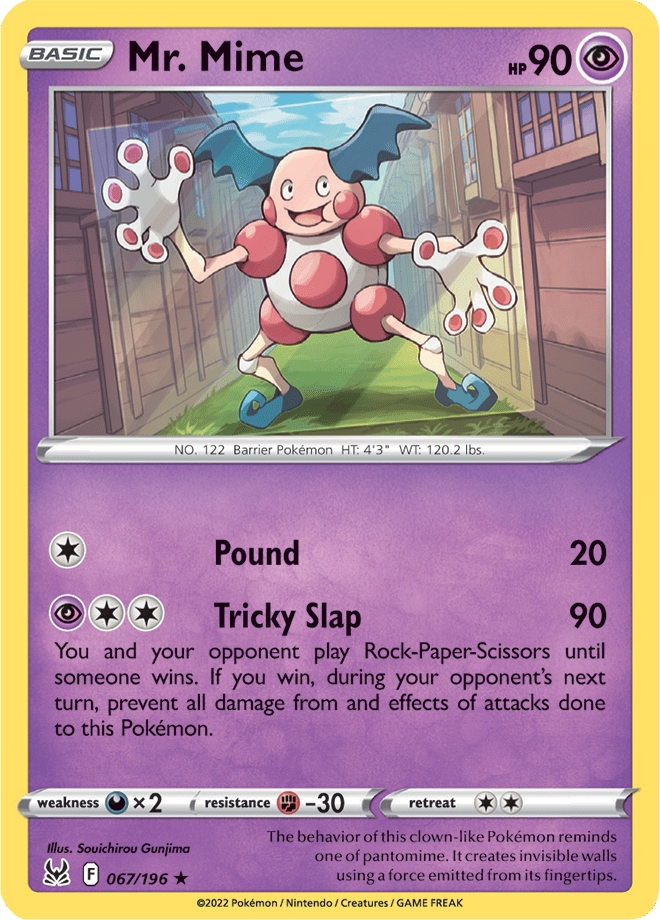 BASIC Mr. Mime HP 90
NO. 122 Barrier Pokémon HT: 4'3" WT: 120.2 lbs.
Pound 20
Tricky Slap 90
You and your opponent play Rock-Paper-Scissors until
someone wins. If you win, during your opponent's next
turn, prevent all damage from and effects of attacks done
to this Pokémon.
weakness ×2 resistance -30 retreat
Illus. Souichirou Gunjima
The behavior of this clown-like Pokémon reminds
one of pantomime. It creates invisible walls
using a force emitted from its fingertips.
F 067/196 ★
©2022 Pokémon / Nintendo / Creatures / GAME FREAK